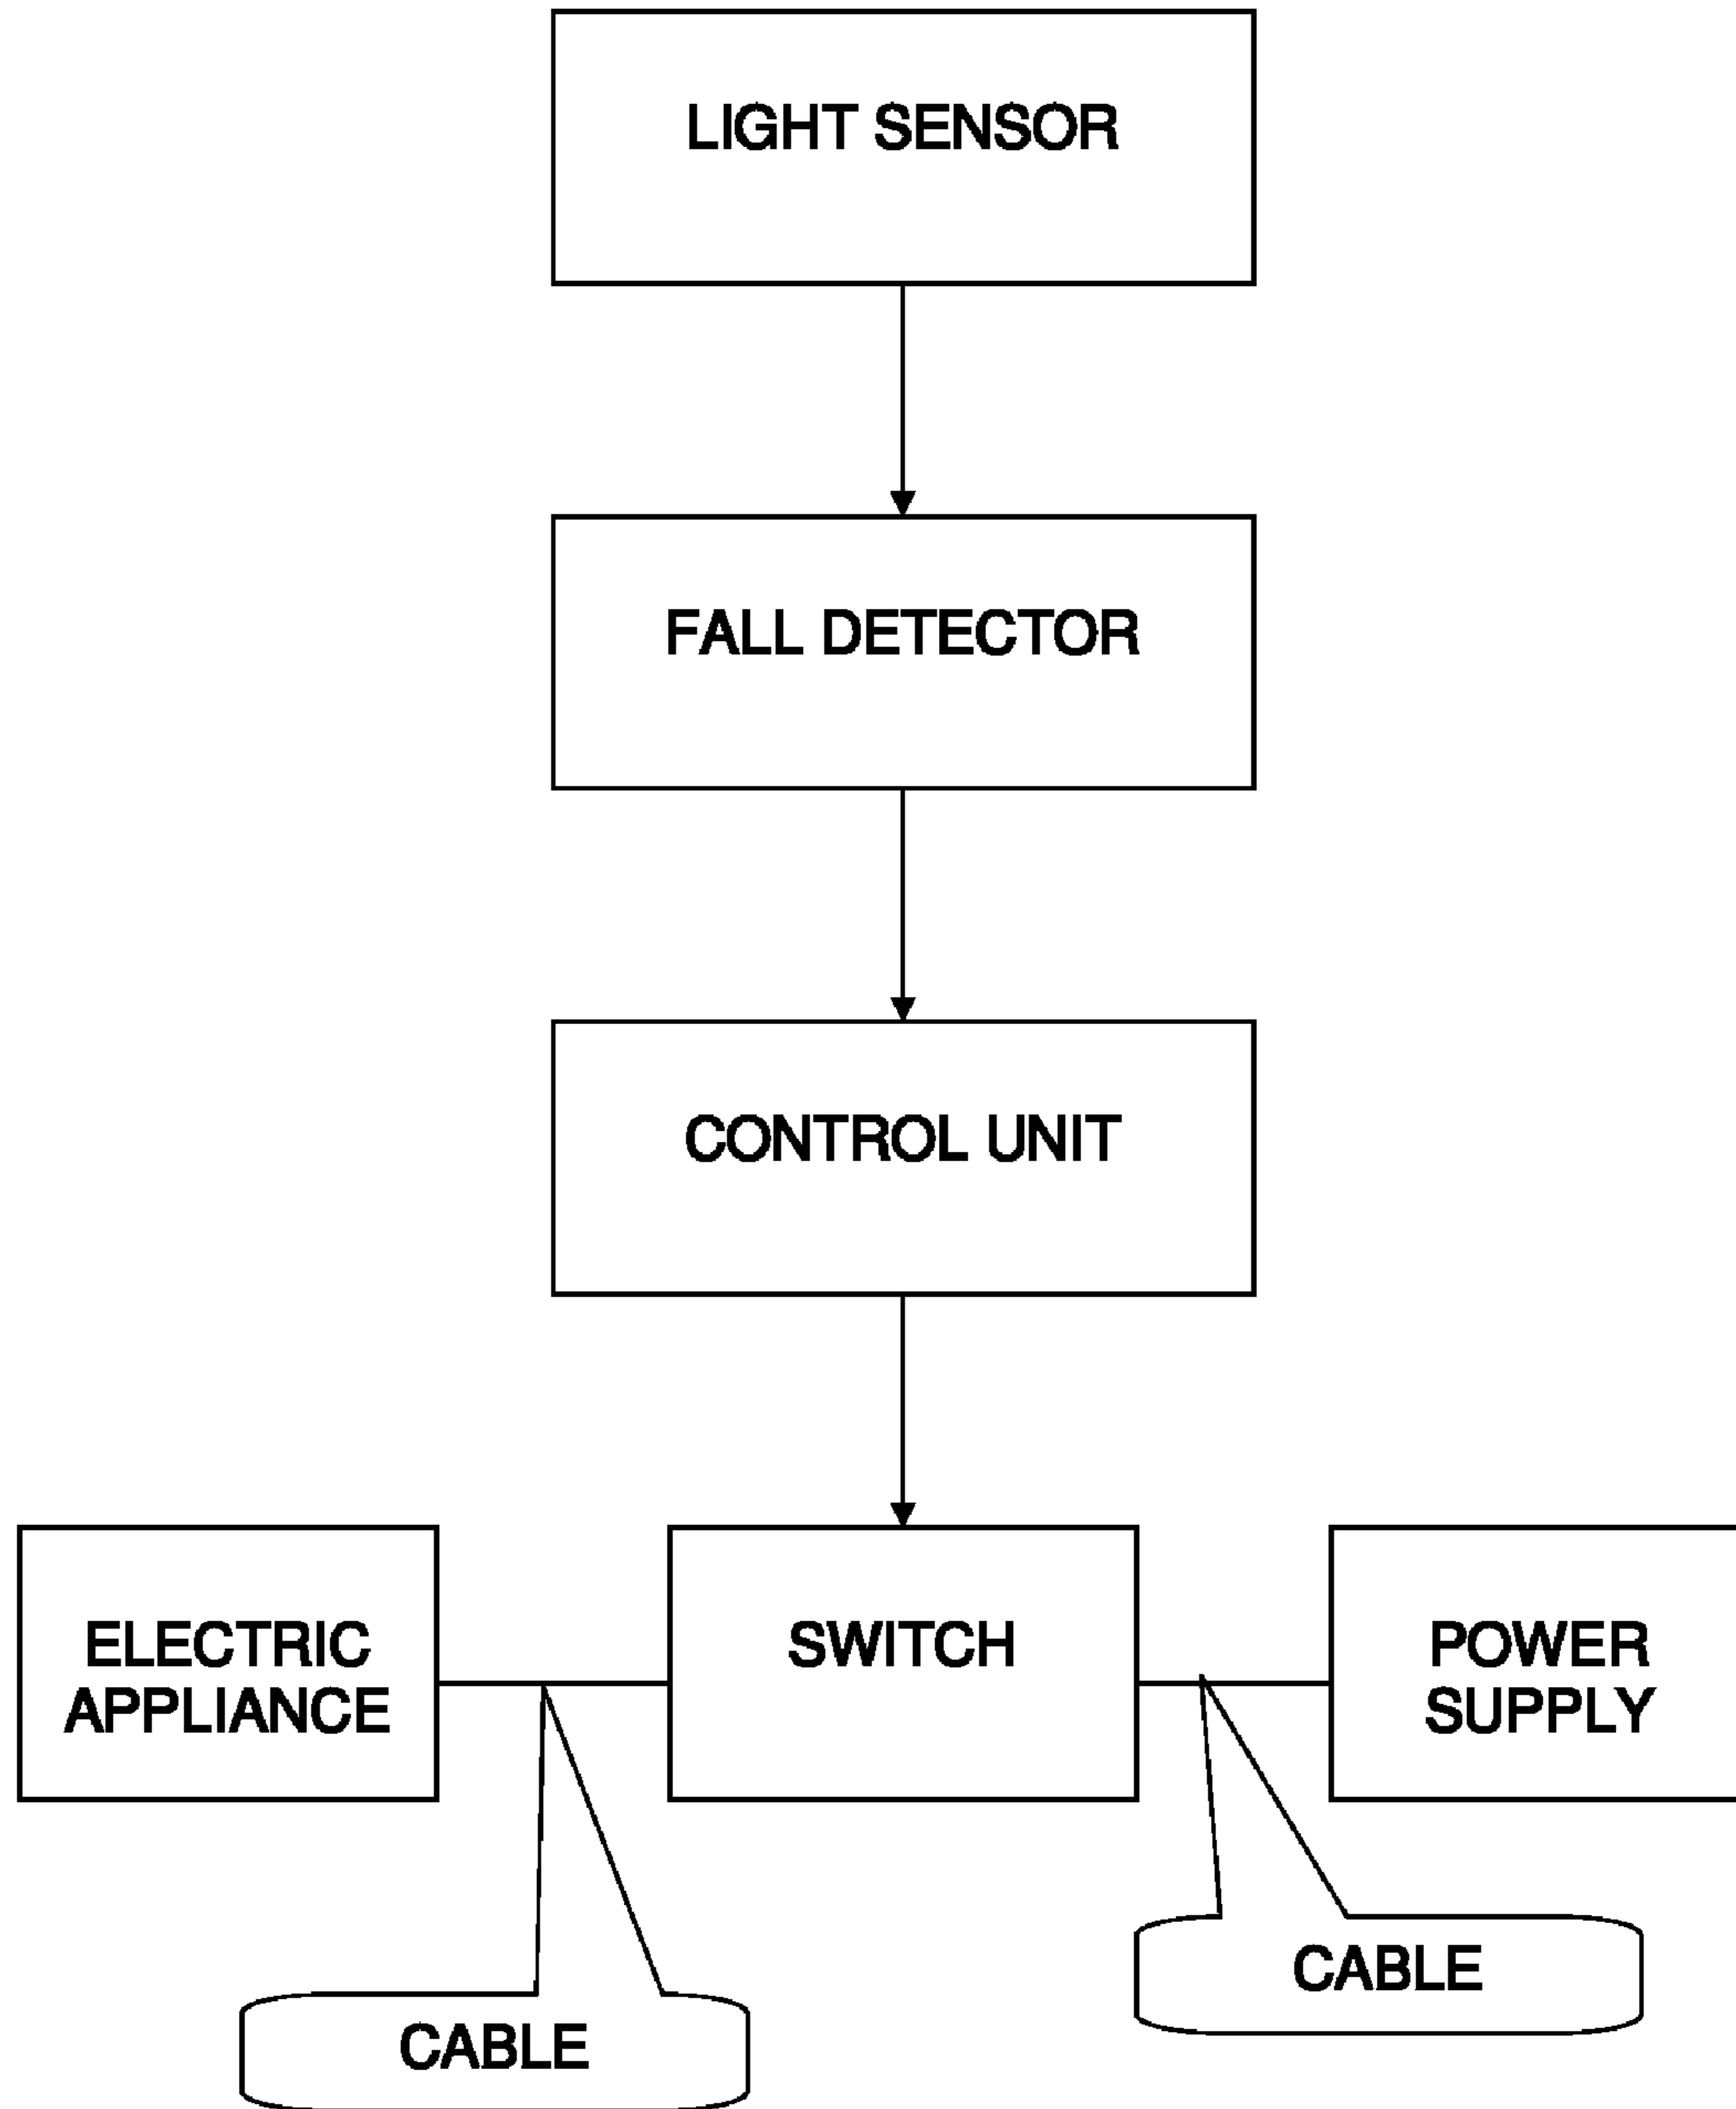 LIGHT SENSOR
FALL DETECTOR
CONTROL UNIT
ELECTRIC
APPLIANCE
SWITCH
POWER
SUPPLY
CABLE
CABLE